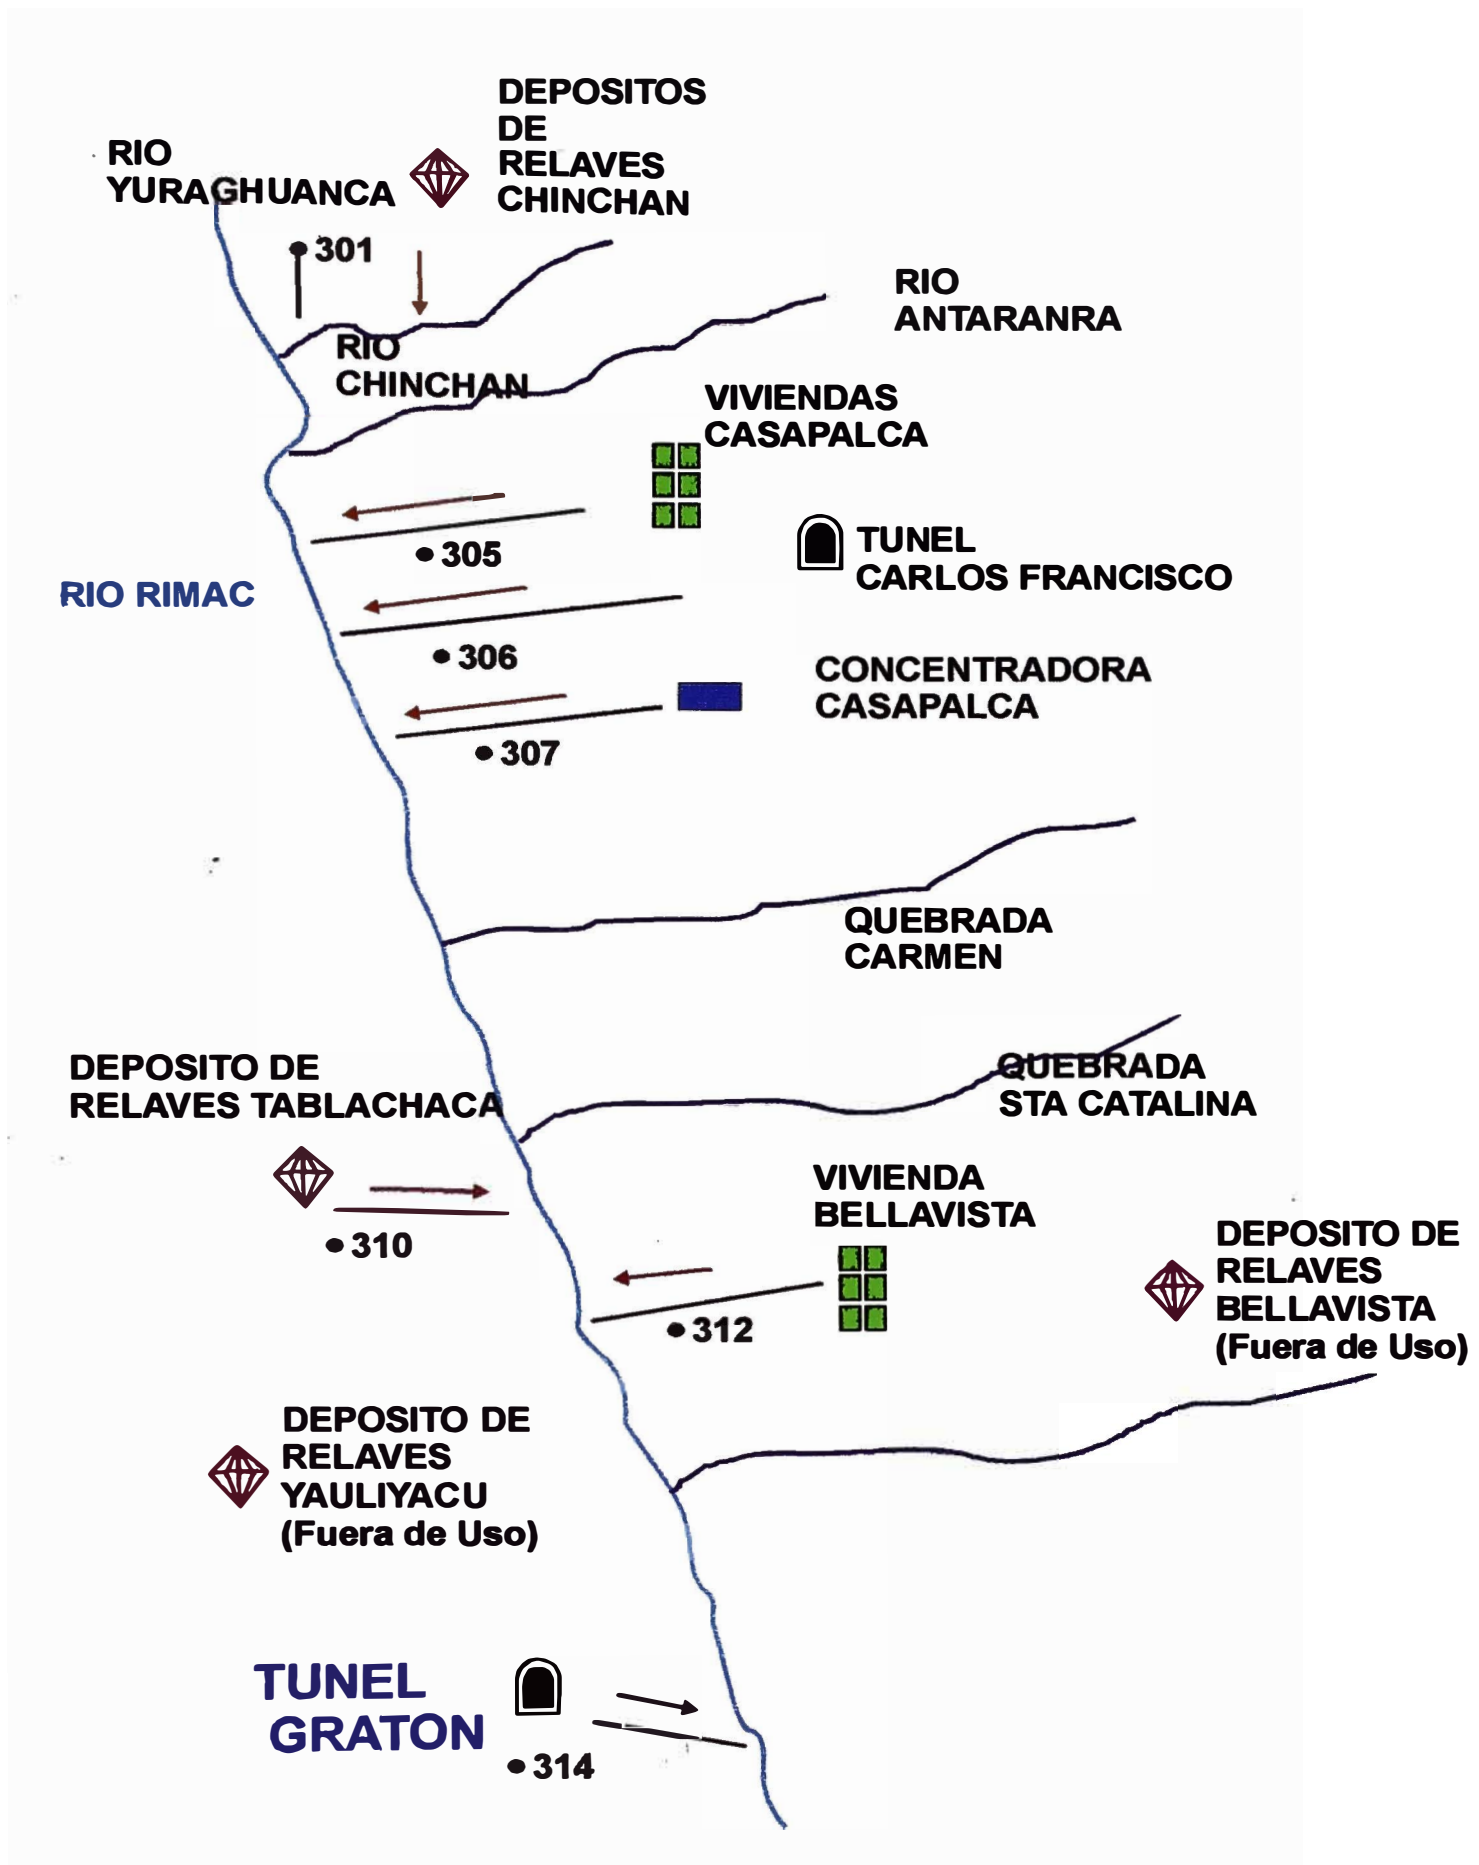 DEPOSITOS
DE
RELAVES
CHINCHAN
RIO
YURAGHUANCA
301
RIO
ANTARANRA
RIO
CHINCHAN
VIVIENDAS
CASAPALCA
305
TUNEL
CARLOS FRANCISCO
RIO RIMAC
306
CONCENTRADORA
CASAPALCA
307
QUEBRADA
CARMEN
DEPOSITO DE
RELAVES TABLACHACA
QUEBRADA
STA CATALINA
310
VIVIENDA
BELLAVISTA
312
DEPOSITO DE
RELAVES
BELLAVISTA
(Fuera de Uso)
DEPOSITO DE
RELAVES
YAULIYACU
(Fuera de Uso)
TUNEL
GRATON
314